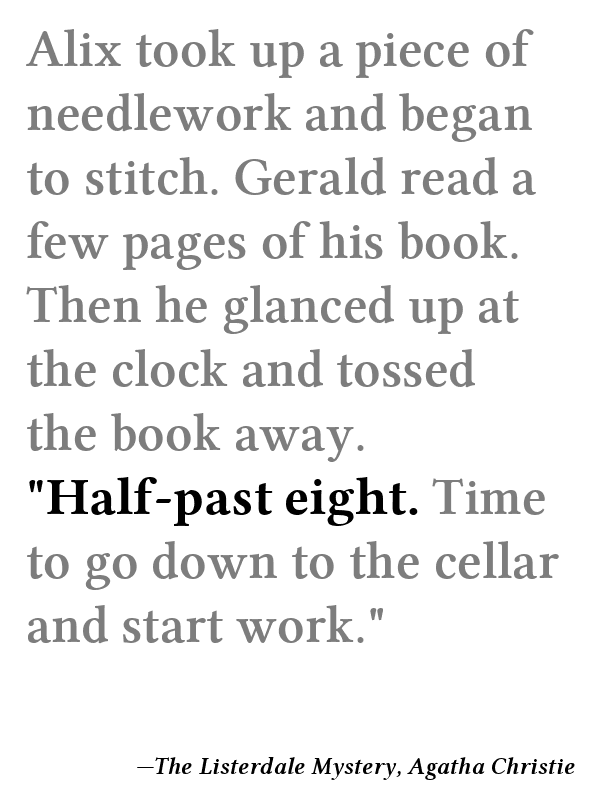 Alix took up a piece of
needlework and began
to stitch. Gerald read a
few pages of his book.
Then he glanced up at
the clock and tossed
the book away.
"Half-past eight. Time
to go down to the cellar
and start work."
—The Listerdale Mystery, Agatha Christie